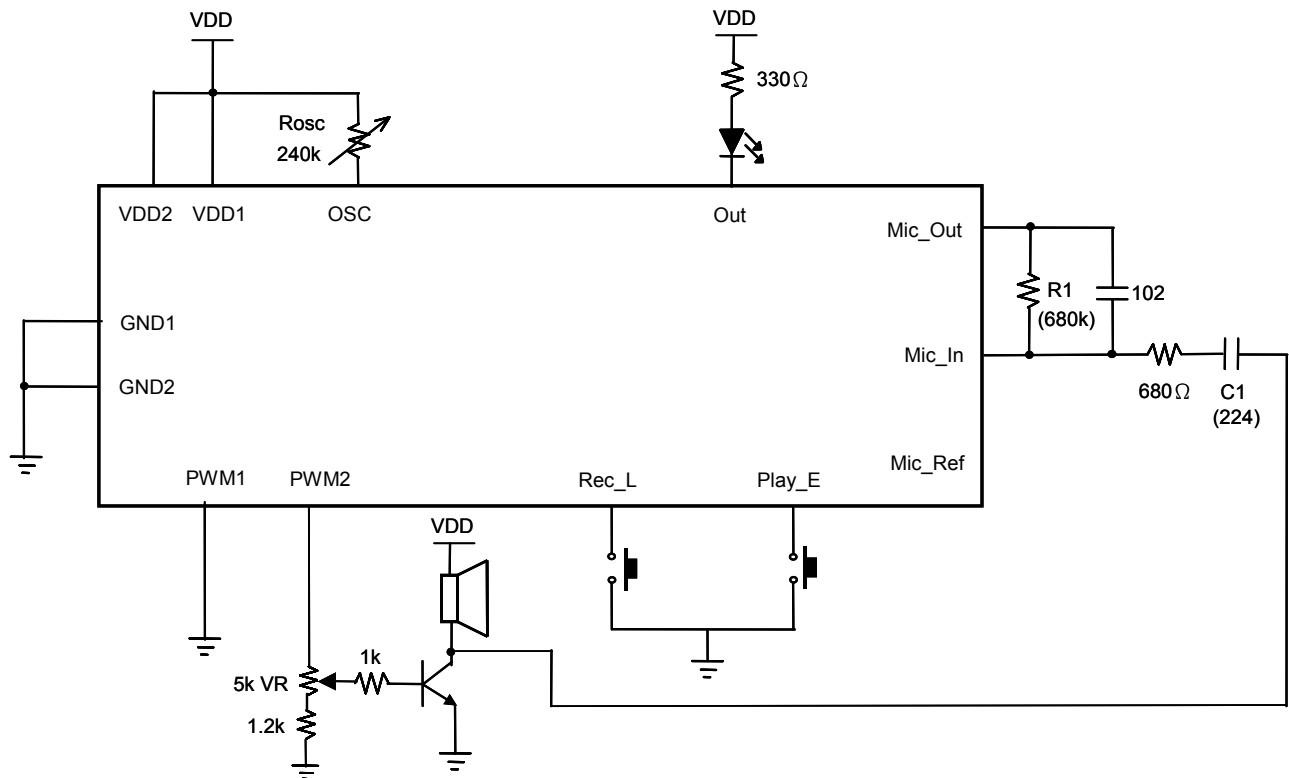 VDD
VDD
330Ω
Rosc
240k
VDD2
VDD1
OSC
Out
Mic_Out
R1
(680k)
102
GND1
Mic_In
GND2
680Ω
C1
(224)
Mic_Ref
PWM1
PWM2
Rec_L
Play_E
VDD
1k
5k VR
1.2k